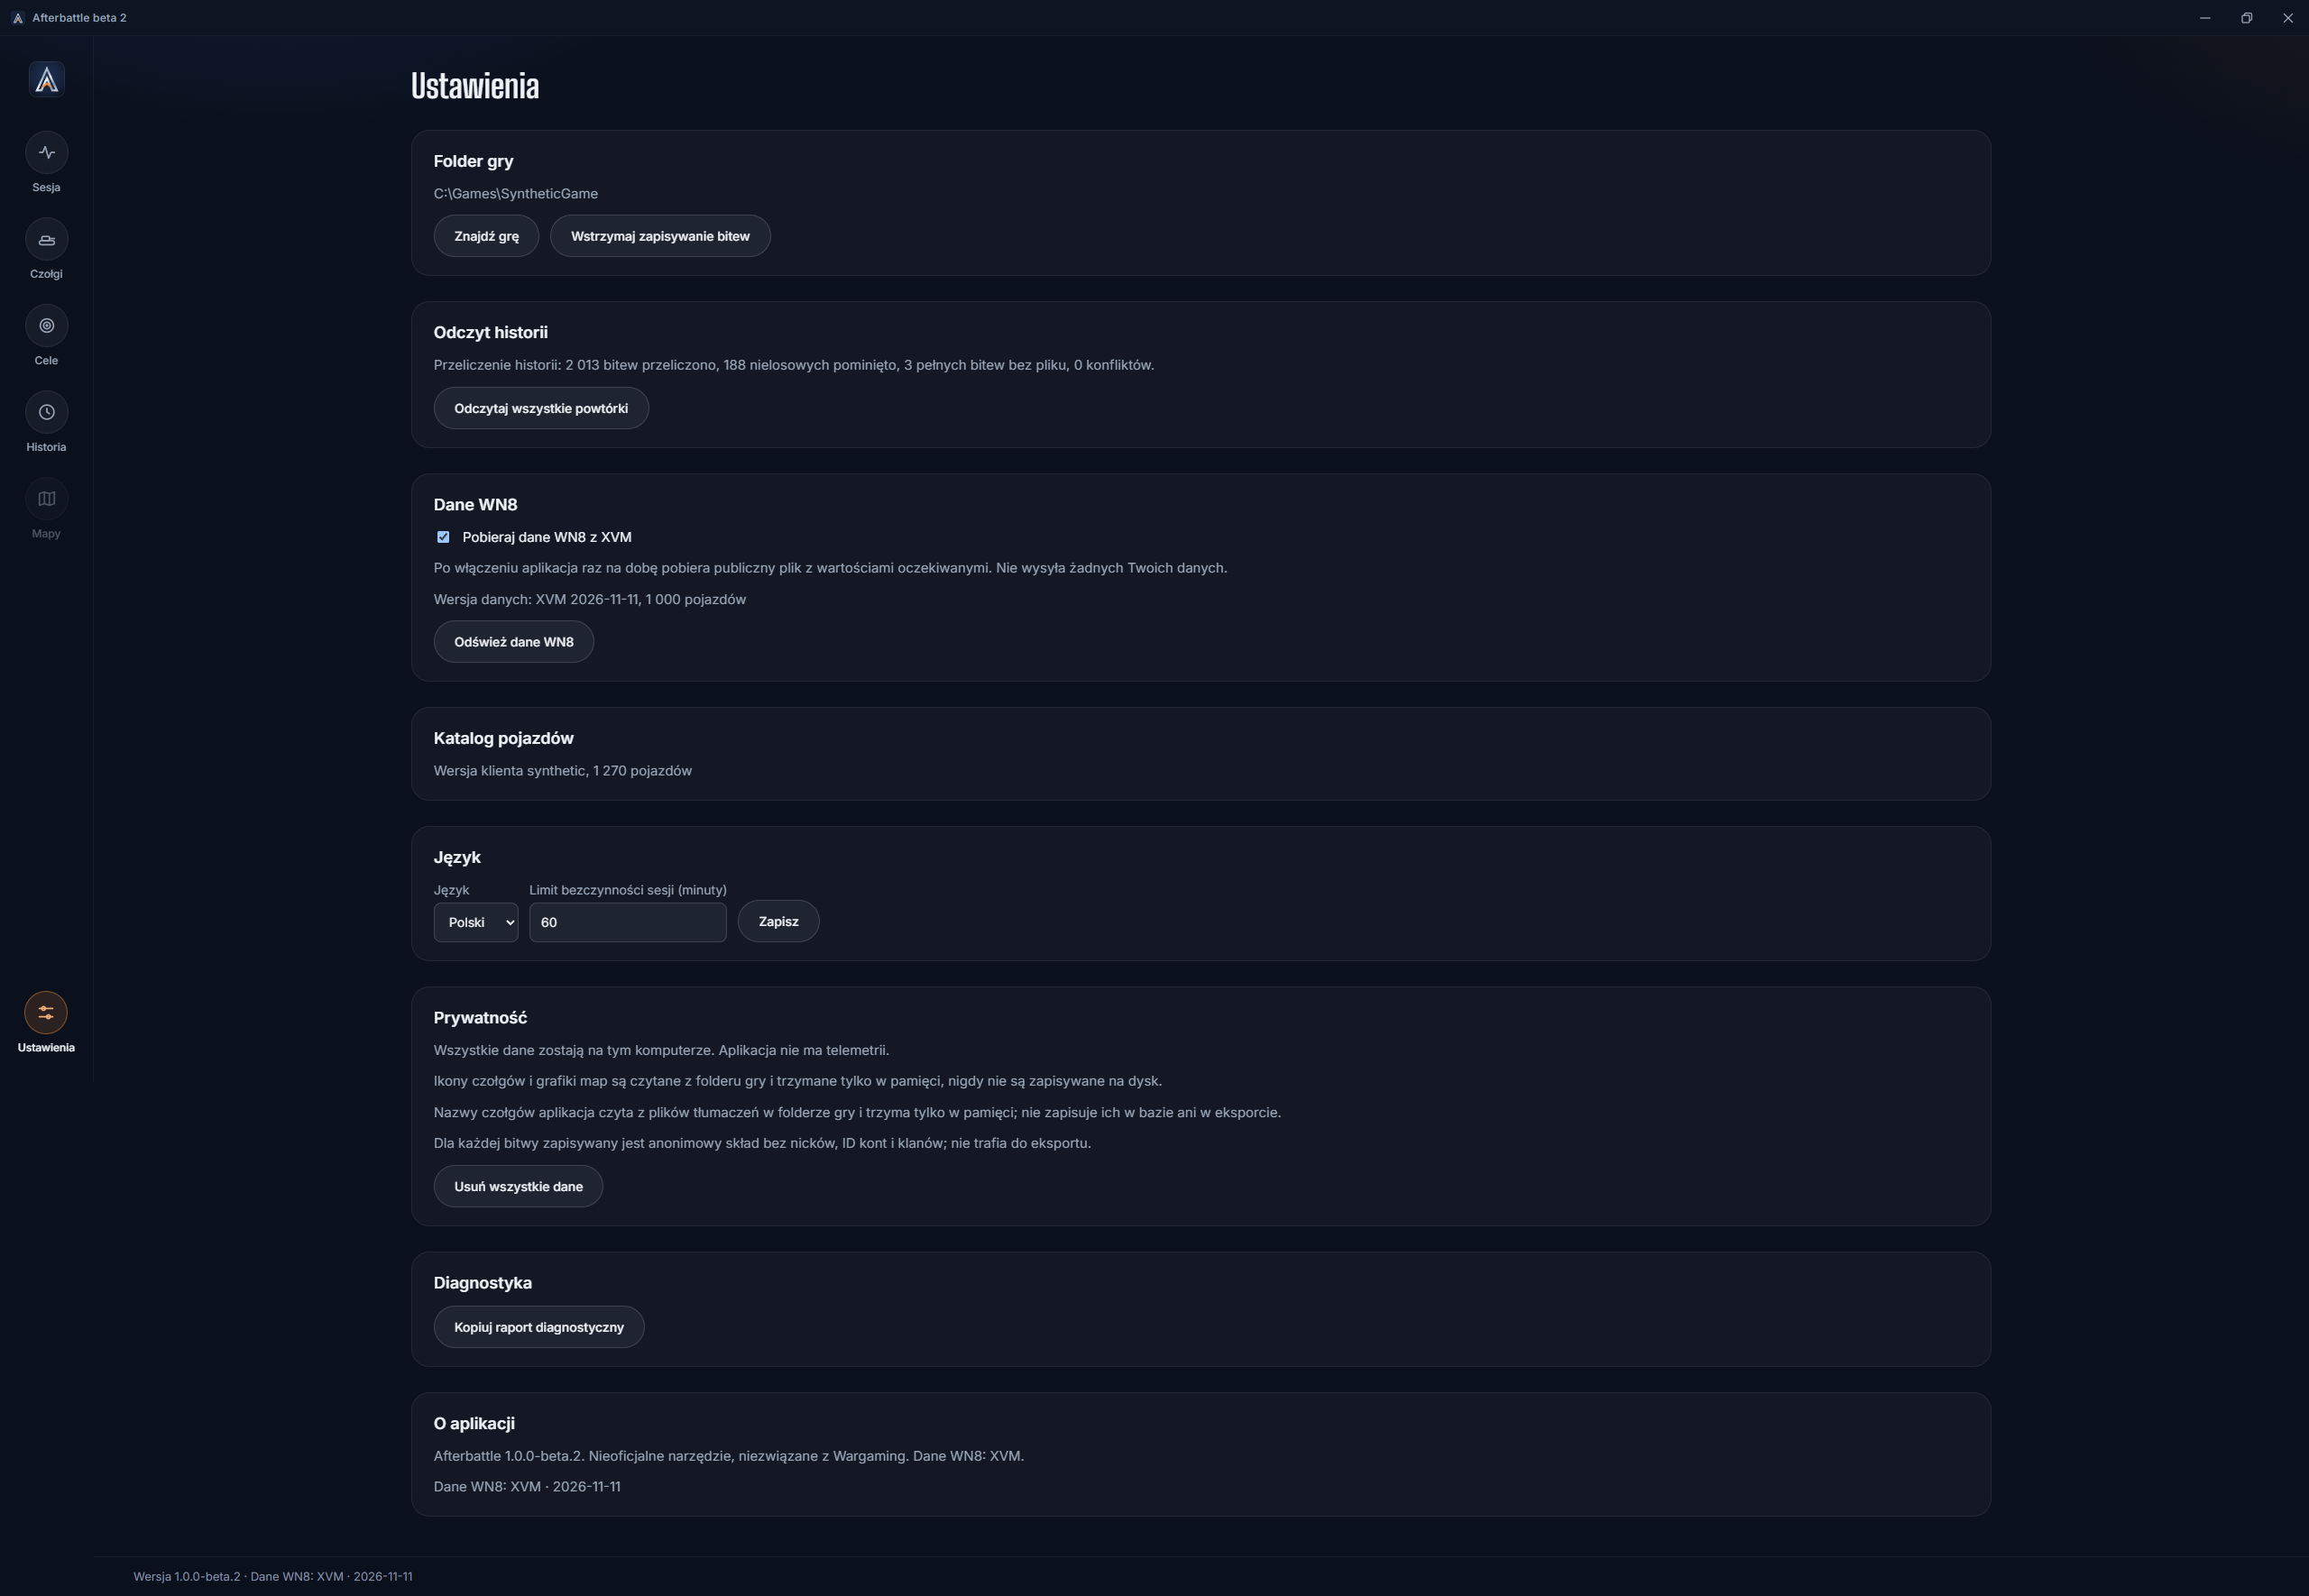 Afterbattle beta 2
Sesja
Czołgi
Cele
Historia
Mapy
Ustawienia
Ustawienia
Folder gry
C:\Games\SyntheticGame
Znajdź grę
Wstrzymaj zapisywanie bitew
Odczyt historii
Przeliczenie historii: 2 013 bitew przeliczono, 188 nielosowych pominięto, 3 pełnych bitew bez pliku, 0 konfliktów.
Odczytaj wszystkie powtórki
Dane WN8
Pobieraj dane WN8 z XVM
Po włączeniu aplikacja raz na dobę pobiera publiczny plik z wartościami oczekiwanymi. Nie wysyła żadnych Twoich danych.
Wersja danych: XVM 2026-11-11, 1 000 pojazdów
Odśwież dane WN8
Katalog pojazdów
Wersja klienta synthetic, 1 270 pojazdów
Język
Język
Limit bezczynności sesji (minuty)
Polski
60
Zapisz
Prywatność
Wszystkie dane zostają na tym komputerze. Aplikacja nie ma telemetrii.
Ikony czołgów i grafiki map są czytane z folderu gry i trzymane tylko w pamięci, nigdy nie są zapisywane na dysk.
Nazwy czołgów aplikacja czyta z plików tłumaczeń w folderze gry i trzyma tylko w pamięci; nie zapisuje ich w bazie ani w eksporcie.
Dla każdej bitwy zapisywany jest anonimowy skład bez nicków, ID kont i klanów; nie trafia do eksportu.
Usuń wszystkie dane
Diagnostyka
Kopiuj raport diagnostyczny
O aplikacji
Afterbattle 1.0.0-beta.2. Nieoficjalne narzędzie, niezwiązane z Wargaming. Dane WN8: XVM.
Dane WN8: XVM · 2026-11-11
Wersja 1.0.0-beta.2 · Dane WN8: XVM · 2026-11-11